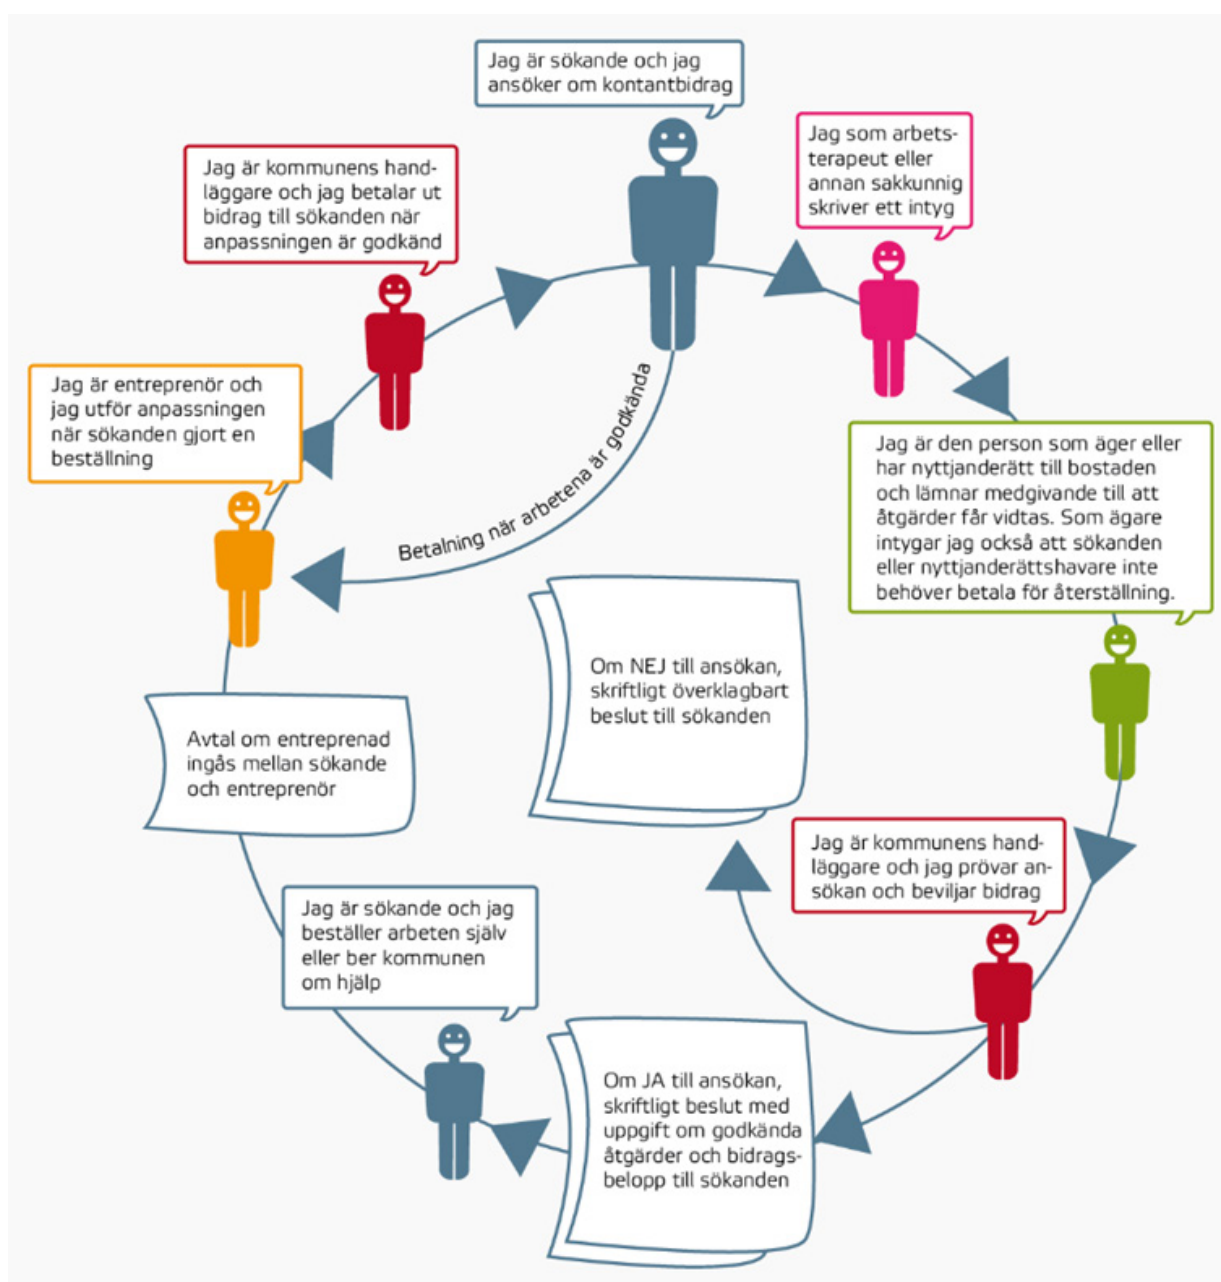 Jag är sökande och jag
ansöker om kontantbidrag
Jag som arbets-
terapeut eller
annan sakkunnig
skriver ett intyg
Jag är den person som äger eller
har nyttjanderätt till bostaden
och lämnar medgivande till att
åtgärder får vidtas. Som ägare
intygar jag också att sökanden
eller nyttjanderättshavare inte
behöver betala för återställning.
Jag är kommunens hand-
läggare och jag prövar an-
sökan och beviljar bidrag
Om NEJ till ansökan,
skriftligt överklagbart
beslut till sökanden
Om JA till ansökan,
skriftligt beslut med
uppgift om godkända
åtgärder och bidrags-
belopp till sökanden
Jag är sökande och jag
beställer arbeten själv
eller ber kommunen
om hjälp
Avtal om entreprenad
ingås mellan sökande
och entreprenör
Jag är entreprenör och
jag utför anpassningen
när sökanden gjort en
beställning
Jag är kommunens hand-
läggare och jag betalar ut
bidrag till sökanden när
anpassningen är godkänd
Betalning när arbetena är godkända